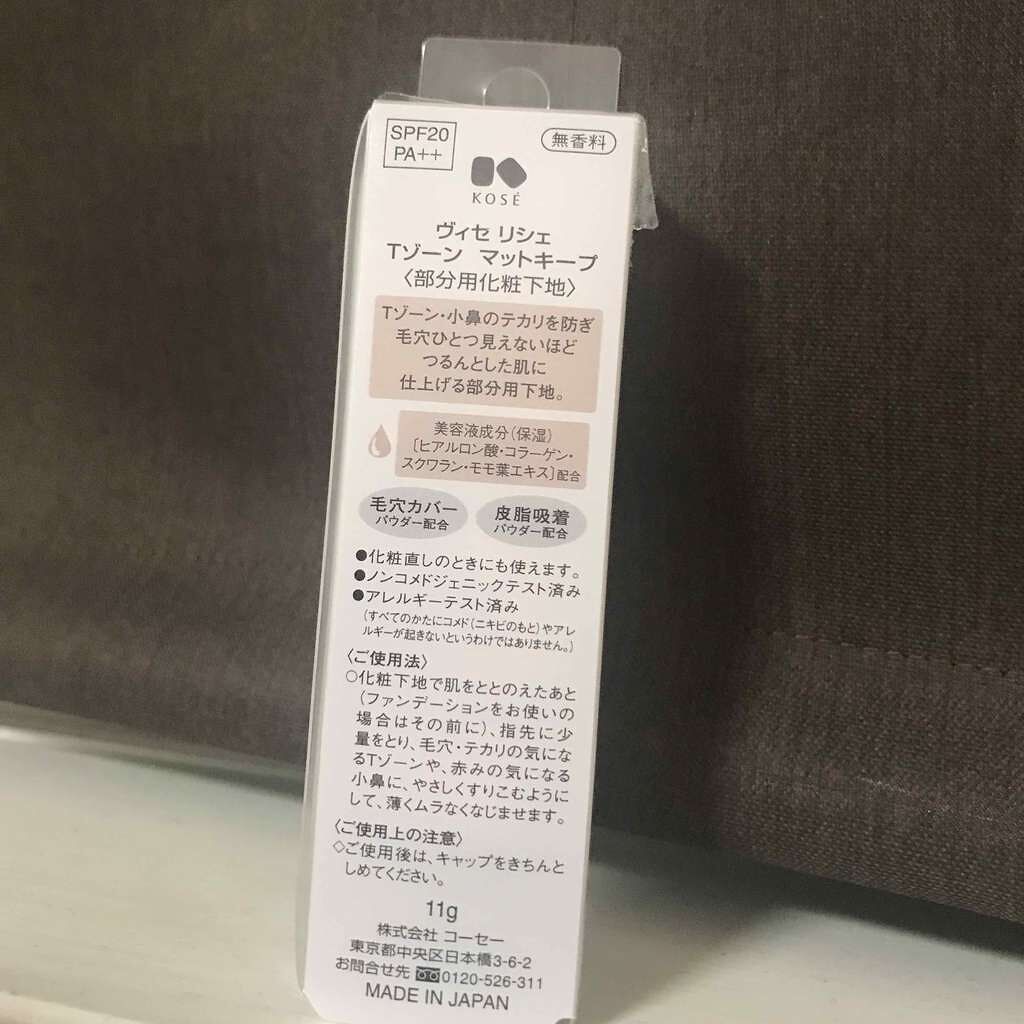 SPF20
PA++
無香料
KOSÉ
ヴィセ リシェ
Tゾーン マットキープ
〈部分用化粧下地〉
Tゾーン・小鼻のテカリを防ぎ
毛穴ひとつ見えないほど
つるんとした肌に
仕上げる部分用下地。
美容液成分(保湿)
〔ヒアルロン酸・コラーゲン・
スクワラン・モモ葉エキス〕配合
毛穴カバー
パウダー配合
皮脂吸着
パウダー配合
●化粧直しのときにも使えます。
●ノンコメドジェニックテスト済み
●アレルギーテスト済み
(すべてのかたにコメド(ニキビのもと)やアレ
ルギーが起きないというわけではありません。)
〈ご使用法〉
○化粧下地で肌をととのえたあと
(ファンデーションをお使いの
場合はその前に)、指先に少
量をとり、毛穴・テカリの気にな
るTゾーンや、赤みの気になる
小鼻に、やさしくすりこむように
して、薄くムラなくなじませます。
〈ご使用上の注意〉
◇ご使用後は、キャップをきちんと
しめてください。
11g
株式会社 コーセー
東京都中央区日本橋3-6-2
お問合せ先 0120-526-311
MADE IN JAPAN